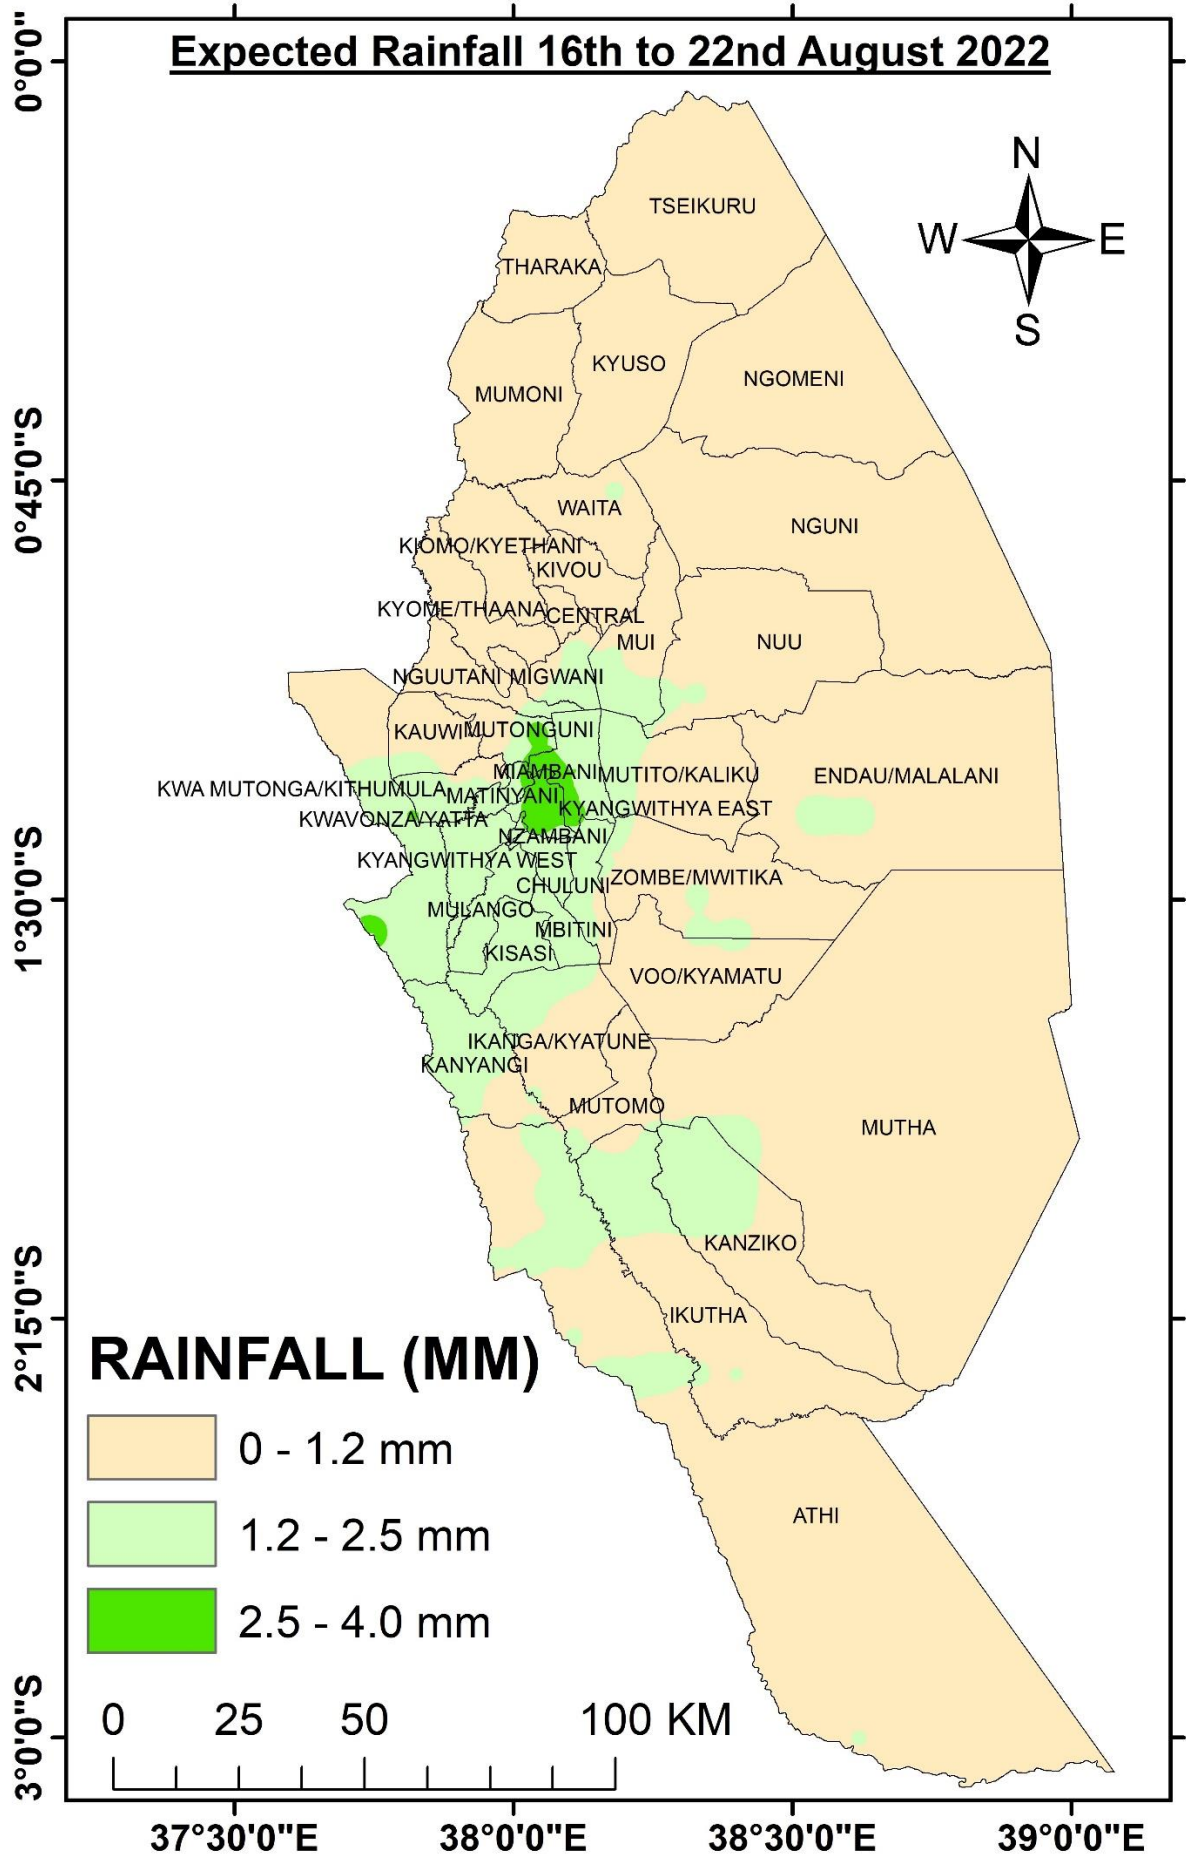 Expected Rainfall 16th to 22nd August 2022
0°0'0"
N
W E
S
TSEIKURU
THARAKA
KYUSO
NGOMENI
MUMONI
0°45'0"S
WAITA
NGUNI
KIOMO/KYETHANI
KIVOU
KYOME/THAANA
CENTRAL
MUI
NUU
NGUUTANI
MIGWANI
KAUWI
MUTONGUNI
MIAMBANI
MUTITO/KALIKU
ENDAU/MALALANI
KWA MUTONGA/KITHUMULA
MATINYANI
KYANGWITHYA EAST
KWAVONZA/YATTA
NZAMBANI
1°30'0"S
KYANGWITHYA WEST
ZOMBE/MWITIKA
CHULUNI
MULANGO
MBITINI
KISASI
VOO/KYAMATU
IKANGA/KYATUNE
KANYANGI
MUTOMO
MUTHA
KANZIKO
IKUTHA
2°15'0"S
RAINFALL (MM)
0 - 1.2 mm
1.2 - 2.5 mm
2.5 - 4.0 mm
ATHI
0 25 50 100 KM
3°0'0"S
37°30'0"E 38°0'0"E 38°30'0"E 39°0'0"E